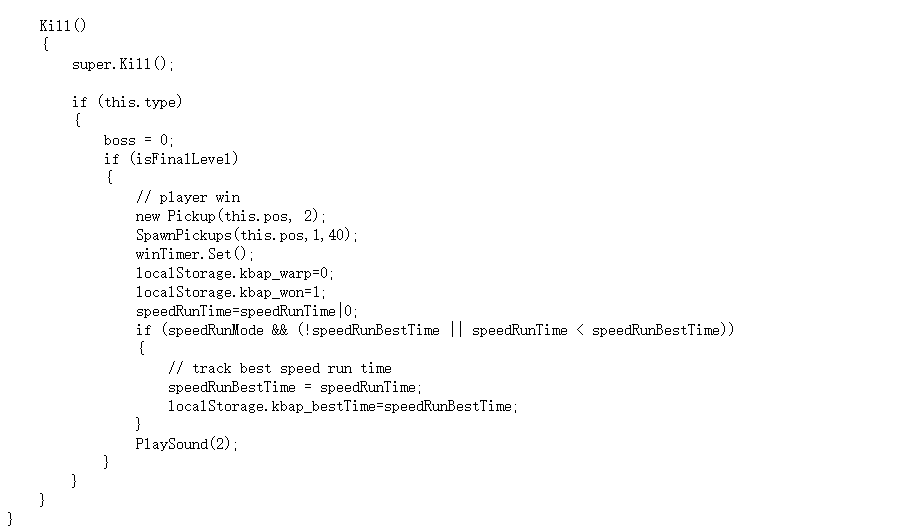 Kill()
{
super.Kill();
if (this.type)
{
boss = 0;
if (isFinalLevel)
{
// player win
new Pickup(this.pos, 2);
SpawnPickups(this.pos,1,40);
winTimer.Set();
localStorage.kbap_warp=0;
localStorage.kbap_won=1;
speedRunTime=speedRunTime|0;
if (speedRunMode && (!speedRunBestTime || speedRunTime < speedRunBestTime))
{
// track best speed run time
speedRunBestTime = speedRunTime;
localStorage.kbap_bestTime=speedRunBestTime;
}
PlaySound(2);
}
}
}
}